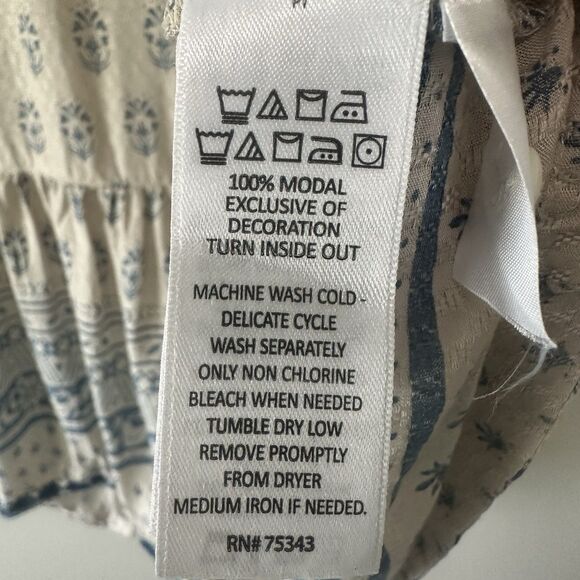 100% MODAL
EXCLUSIVE OF
DECORATION
TURN INSIDE OUT
MACHINE WASH COLD -
DELICATE CYCLE
WASH SEPARATELY
ONLY NON CHLORINE
BLEACH WHEN NEEDED
TUMBLE DRY LOW
REMOVE PROMPTLY
FROM DRYER
MEDIUM IRON IF NEEDED.
RN# 75343